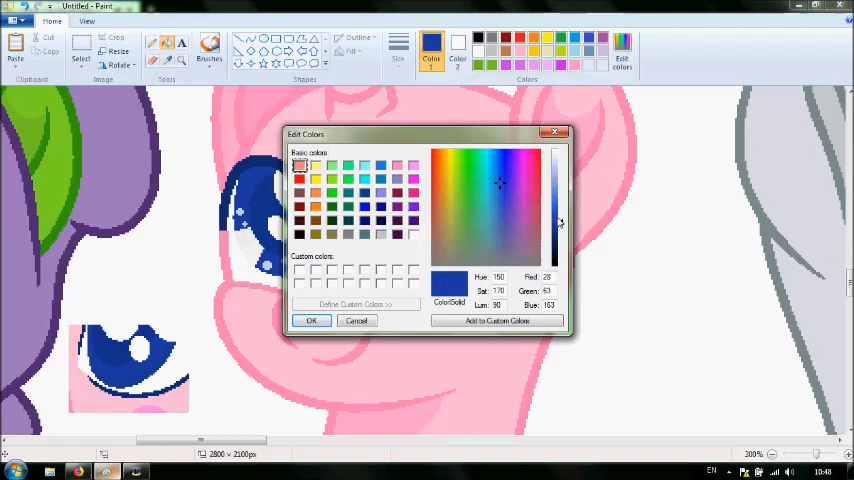 Untitled - Paint
Home View
Paste
Cut
Copy
Clipboard
Select
Crop
Resize
Rotate
Image
A
Tools
Brushes
Shapes
Outline
Fill
Size
Color 1
Color 2
Colors
Edit colors
Edit Colors
Basic colors:
Custom colors:
Define Custom Colors >>
OK Cancel
Color|Solid
Hue: 150 Red: 28
Sat: 170 Green: 63
Lum: 90 Blue: 163
Add to Custom Colors
2800 × 2100px
300%
EN
10:48